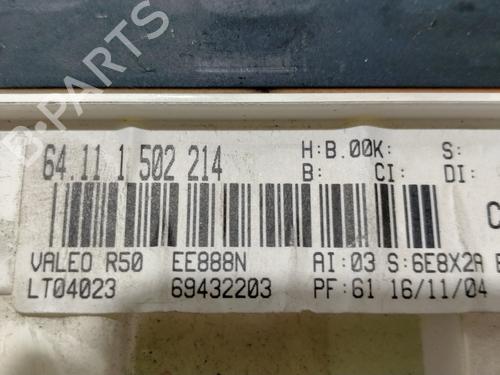 B-PARTS
64.11 1 502 214 H:B.00K: S:
B: CI: DI:
VALEO R50 EE888N AI:03 S:6E8X2A
LT04023 69432203 PF:61 16/11/04